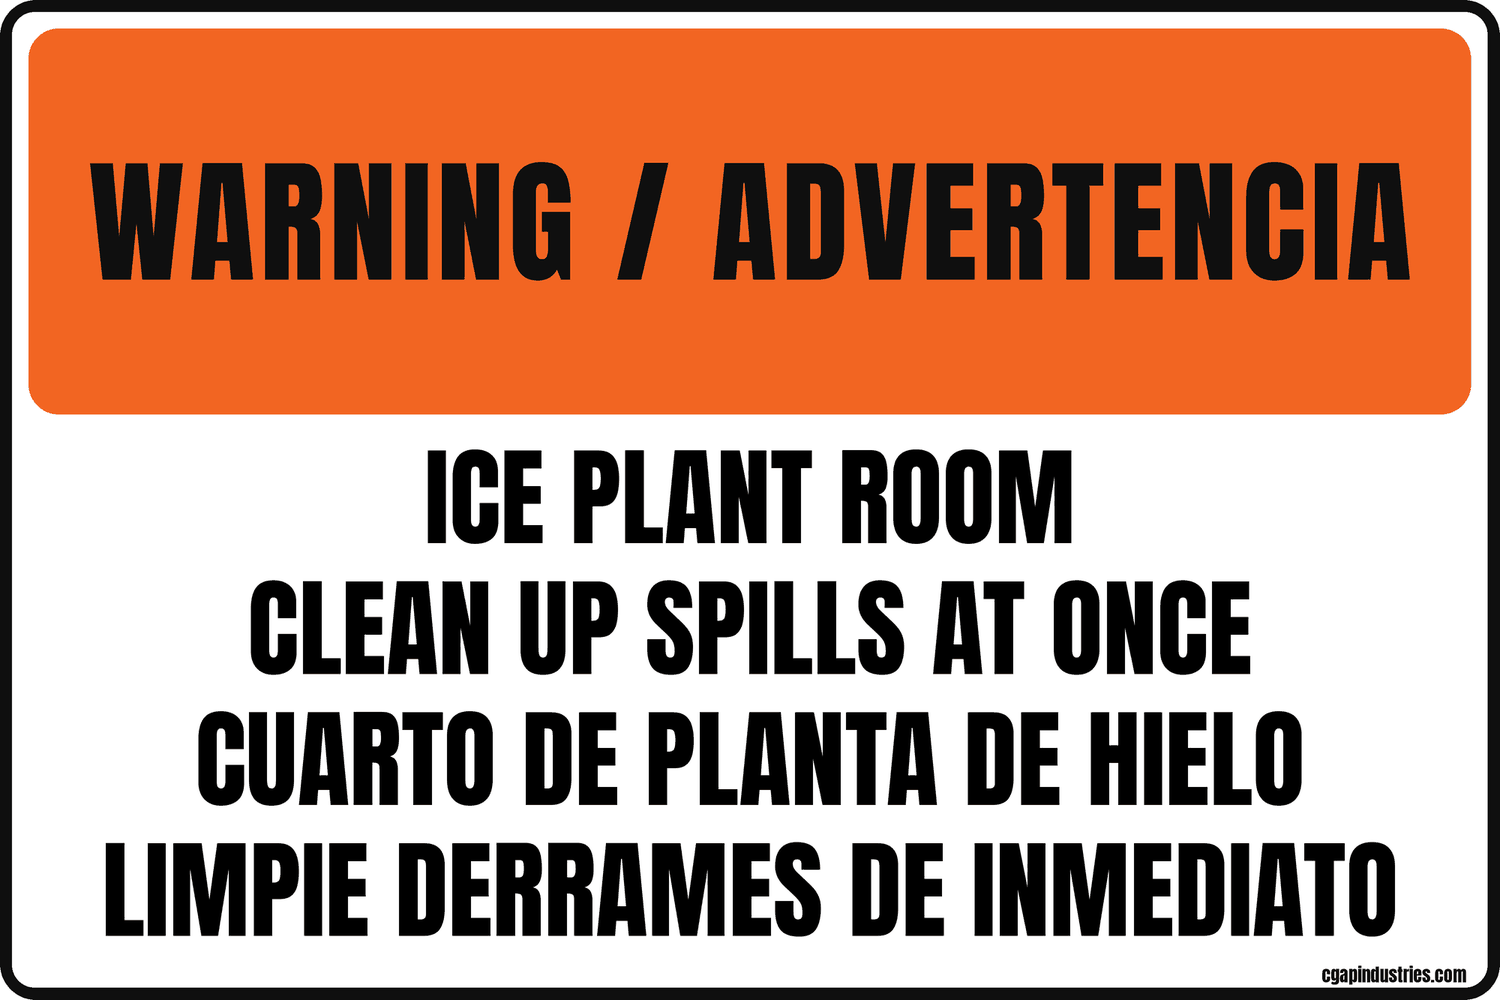 WARNING / ADVERTENCIA
ICE PLANT ROOM
CLEAN UP SPILLS AT ONCE
CUARTO DE PLANTA DE HIELO
LIMPIE DERRAMES DE INMEDIATO
cgapindustries.com